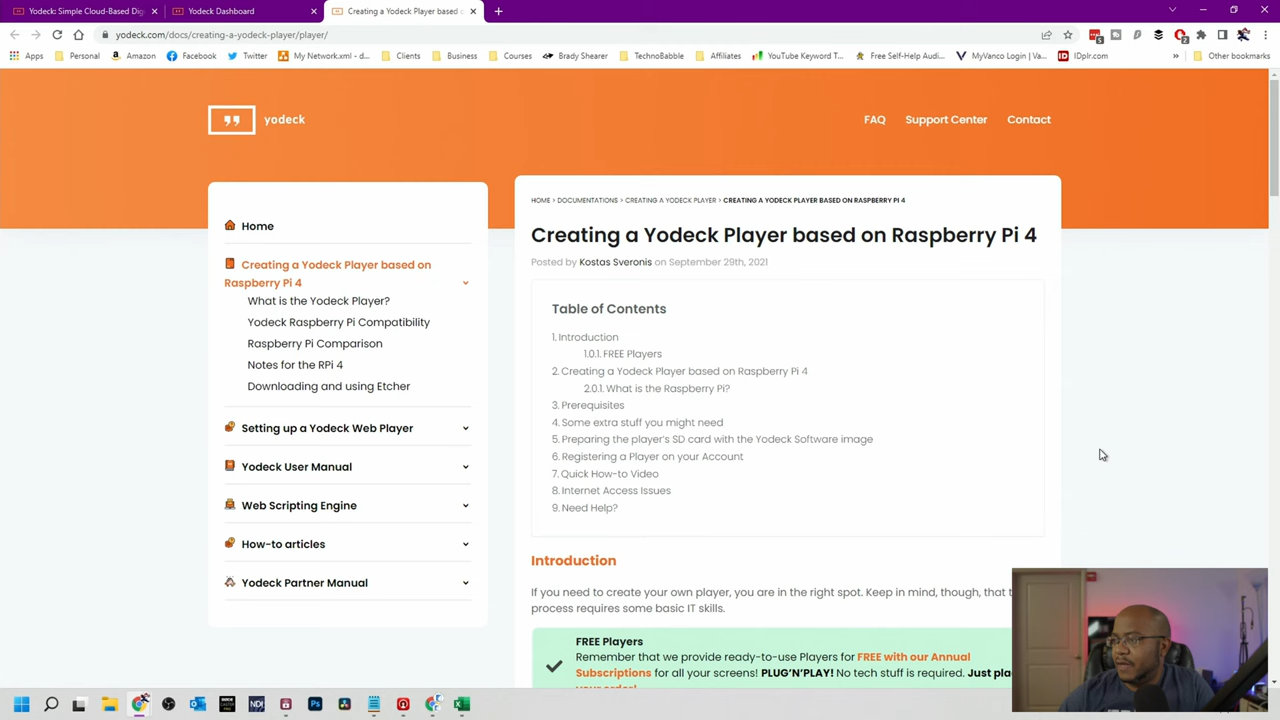 Yodeck: Simple Cloud-Based Dig
Yodeck Dashboard
Creating a Yodeck Player based o
yodeck.com/docs/creating-a-yodeck-player/player/
Apps
Personal
Amazon
Facebook
Twitter
My Network.xml - d...
Clients
Business
Courses
Brady Shearer
TechnoBabble
Affiliates
YouTube Keyword T...
Free Self-Help Audi...
MyVanco Login | Va...
IDplr.com
»
Other bookmarks
yodeck
FAQ
Support Center
Contact
Home
Creating a Yodeck Player based on
Raspberry Pi 4
What is the Yodeck Player?
Yodeck Raspberry Pi Compatibility
Raspberry Pi Comparison
Notes for the RPi 4
Downloading and using Etcher
Setting up a Yodeck Web Player
Yodeck User Manual
Web Scripting Engine
How-to articles
Yodeck Partner Manual
HOME > DOCUMENTATIONS > CREATING A YODECK PLAYER > CREATING A YODECK PLAYER BASED ON RASPBERRY PI 4
Creating a Yodeck Player based on Raspberry Pi 4
Posted by Kostas Sveronis on September 29th, 2021
Table of Contents
1. Introduction
1.0.1. FREE Players
2. Creating a Yodeck Player based on Raspberry Pi 4
2.0.1. What is the Raspberry Pi?
3. Prerequisites
4. Some extra stuff you might need
5. Preparing the player's SD card with the Yodeck Software image
6. Registering a Player on your Account
7. Quick How-to Video
8. Internet Access Issues
9. Need Help?
Introduction
If you need to create your own player, you are in the right spot. Keep in mind, though, that t
process requires some basic IT skills.
FREE Players
Remember that we provide ready-to-use Players for FREE with our Annual
Subscriptions for all your screens! PLUG'N'PLAY! No tech stuff is required. Just pla